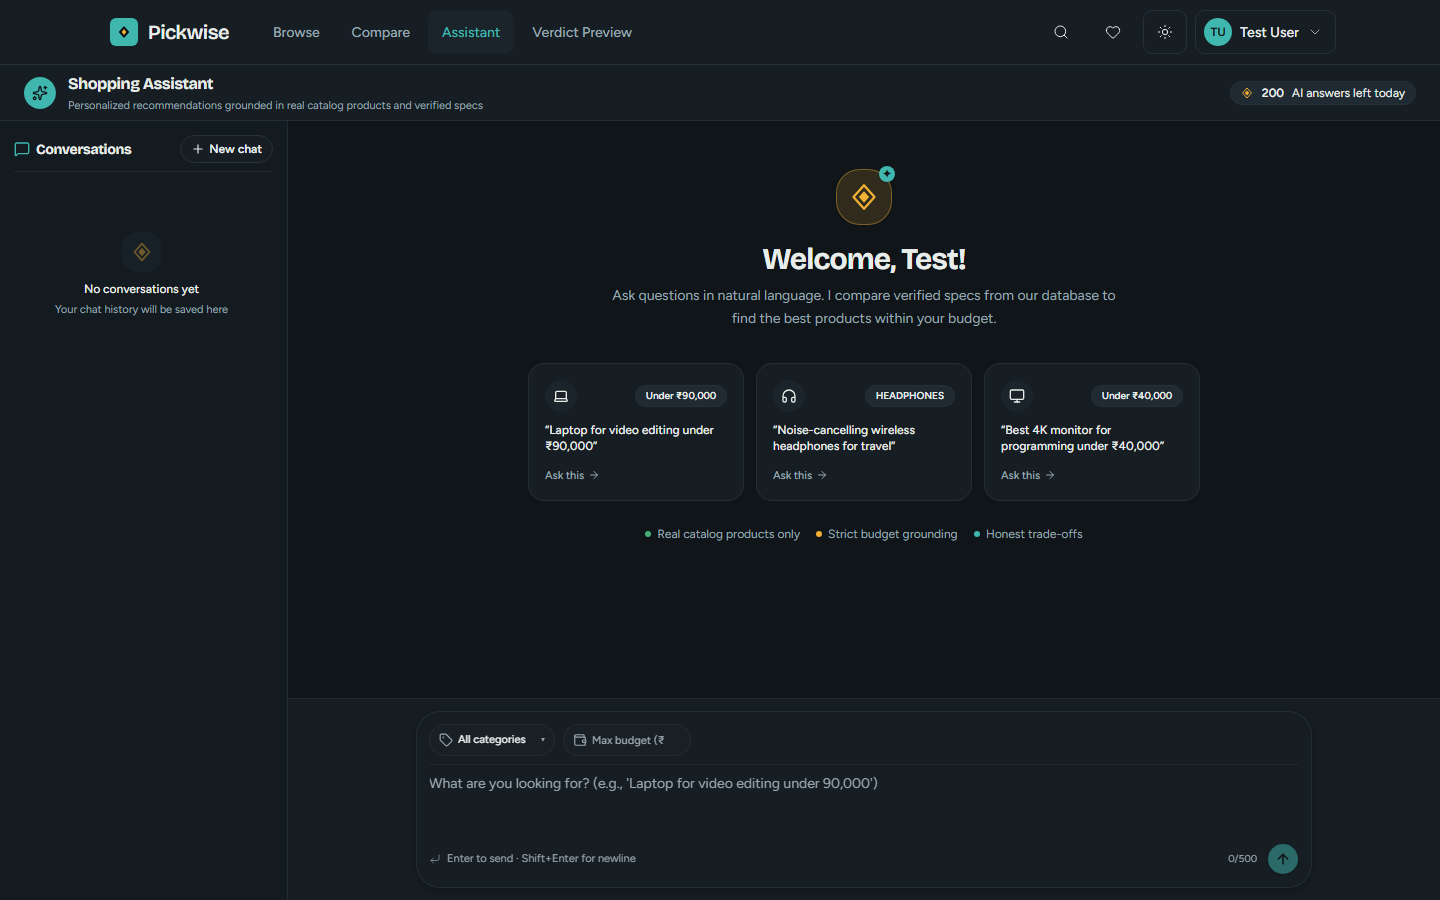 Pickwise
Browse
Compare
Assistant
Verdict Preview
TU
Test User
Shopping Assistant
Personalized recommendations grounded in real catalog products and verified specs
200 AI answers left today
Conversations
New chat
No conversations yet
Your chat history will be saved here
Welcome, Test!
Ask questions in natural language. I compare verified specs from our database to
find the best products within your budget.
Under ₹90,000
“Laptop for video editing under
₹90,000”
Ask this →
HEADPHONES
“Noise-cancelling wireless
headphones for travel”
Ask this →
Under ₹40,000
“Best 4K monitor for
programming under ₹40,000”
Ask this →
Real catalog products only
Strict budget grounding
Honest trade-offs
All categories
Max budget (₹
What are you looking for? (e.g., 'Laptop for video editing under 90,000')
Enter to send · Shift+Enter for newline
0/500